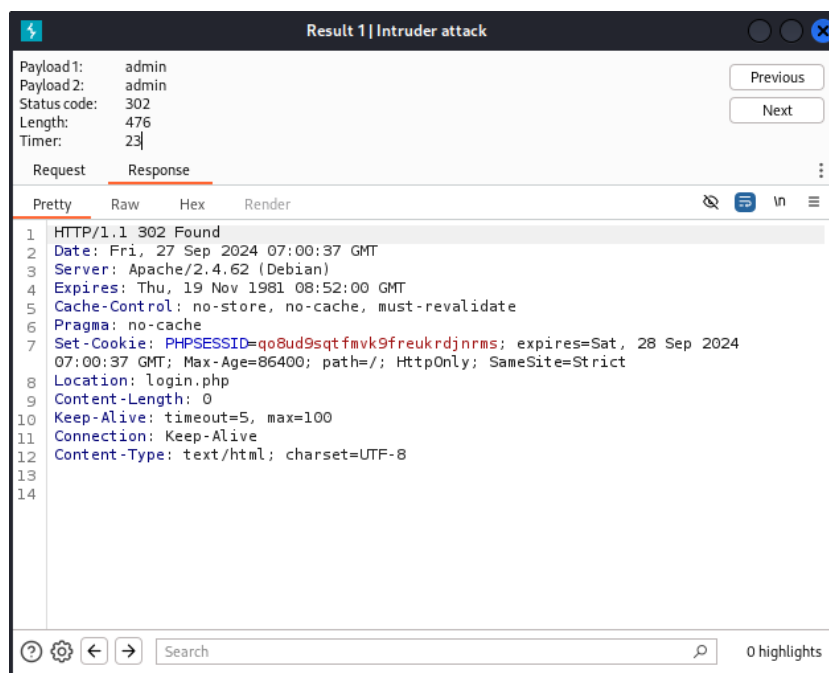 Result 1 | Intruder attack
Payload 1: admin
Payload 2: admin
Status code: 302
Length: 476
Timer: 23
Previous
Next
Request Response
Pretty Raw Hex Render \n
1 HTTP/1.1 302 Found
2 Date: Fri, 27 Sep 2024 07:00:37 GMT
3 Server: Apache/2.4.62 (Debian)
4 Expires: Thu, 19 Nov 1981 08:52:00 GMT
5 Cache-Control: no-store, no-cache, must-revalidate
6 Pragma: no-cache
7 Set-Cookie: PHPSESSID=qo8ud9sqtfmvk9freukrdjnrms; expires=Sat, 28 Sep 2024
07:00:37 GMT; Max-Age=86400; path=/; HttpOnly; SameSite=Strict
8 Location: login.php
9 Content-Length: 0
10 Keep-Alive: timeout=5, max=100
11 Connection: Keep-Alive
12 Content-Type: text/html; charset=UTF-8
13
14
Search 0 highlights